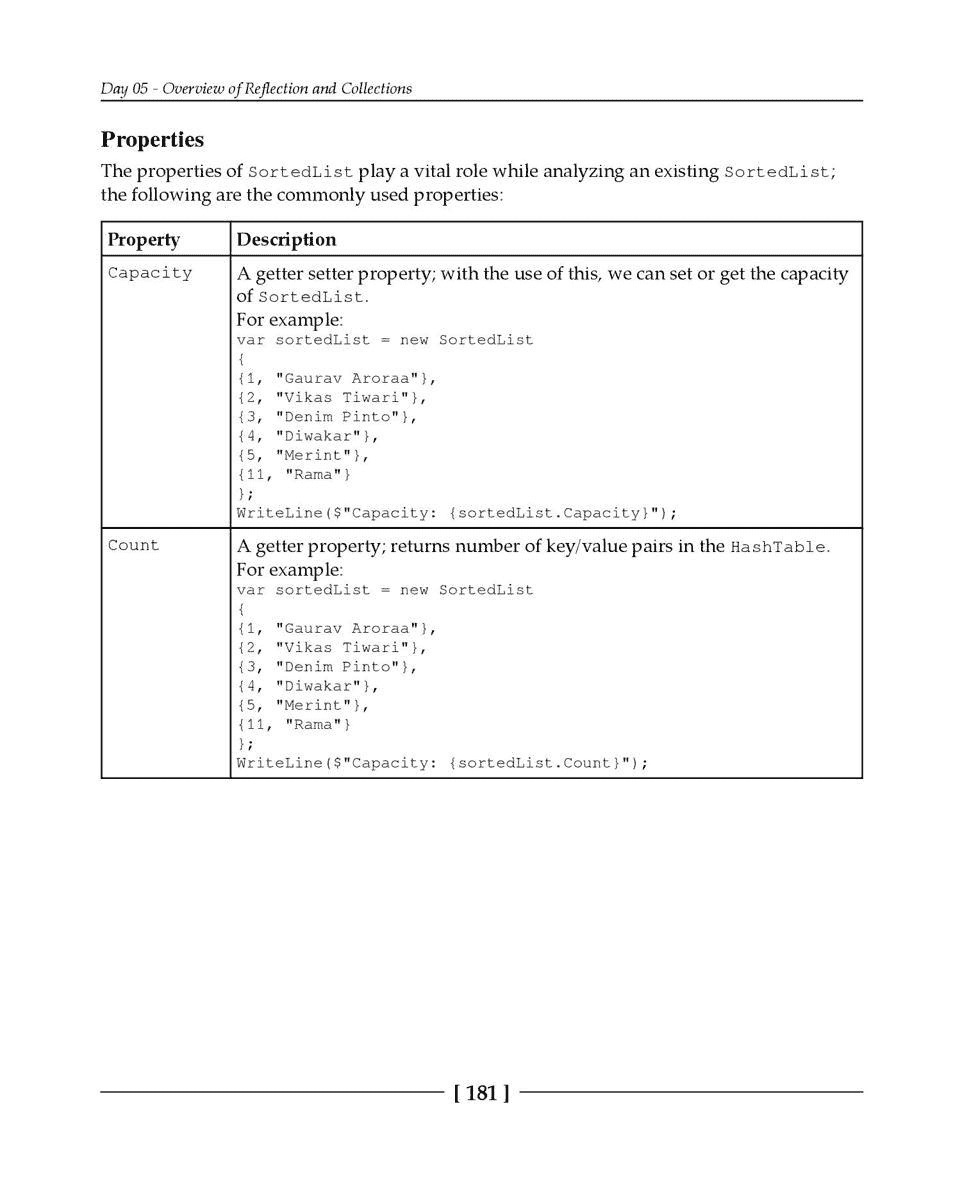 Day 05 - Overview of Reflection and Collections
Properties
The properties of SortedList play a vital role while analyzing an existing SortedList;
the following are the commonly used properties:
Property Description
Capacity A getter setter property; with the use of this, we can set or get the capacity
of SortedList.
For example:
var sortedList = new SortedList
{
{1, "Gaurav Aroraa"},
{2, "Vikas Tiwari"},
{3, "Denim Pinto"},
{4, "Diwakar"},
{5, "Merint"},
{11, "Rama"}
};
WriteLine($"Capacity: {sortedList.Capacity}");
Count A getter property; returns number of key/value pairs in the HashTable.
For example:
var sortedList = new SortedList
{
{1, "Gaurav Aroraa"},
{2, "Vikas Tiwari"},
{3, "Denim Pinto"},
{4, "Diwakar"},
{5, "Merint"},
{11, "Rama"}
};
WriteLine($"Capacity: {sortedList.Count}");
[ 181 ]